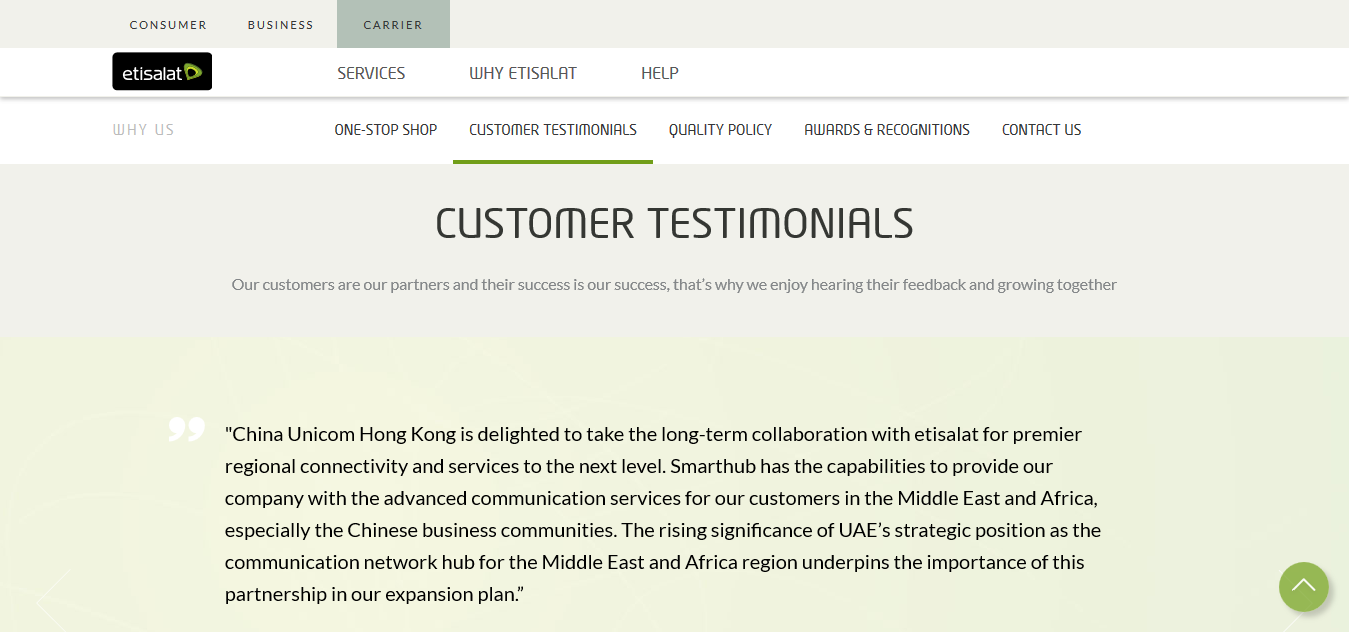 CONSUMER BUSINESS CARRIER
etisalat SERVICES WHY ETISALAT HELP
WHY US ONE-STOP SHOP CUSTOMER TESTIMONIALS QUALITY POLICY AWARDS & RECOGNITIONS CONTACT US
CUSTOMER TESTIMONIALS
Our customers are our partners and their success is our success, that’s why we enjoy hearing their feedback and growing together
"China Unicom Hong Kong is delighted to take the long-term collaboration with etisalat for premier
regional connectivity and services to the next level. Smarthub has the capabilities to provide our
company with the advanced communication services for our customers in the Middle East and Africa,
especially the Chinese business communities. The rising significance of UAE’s strategic position as the
communication network hub for the Middle East and Africa region underpins the importance of this
partnership in our expansion plan.”